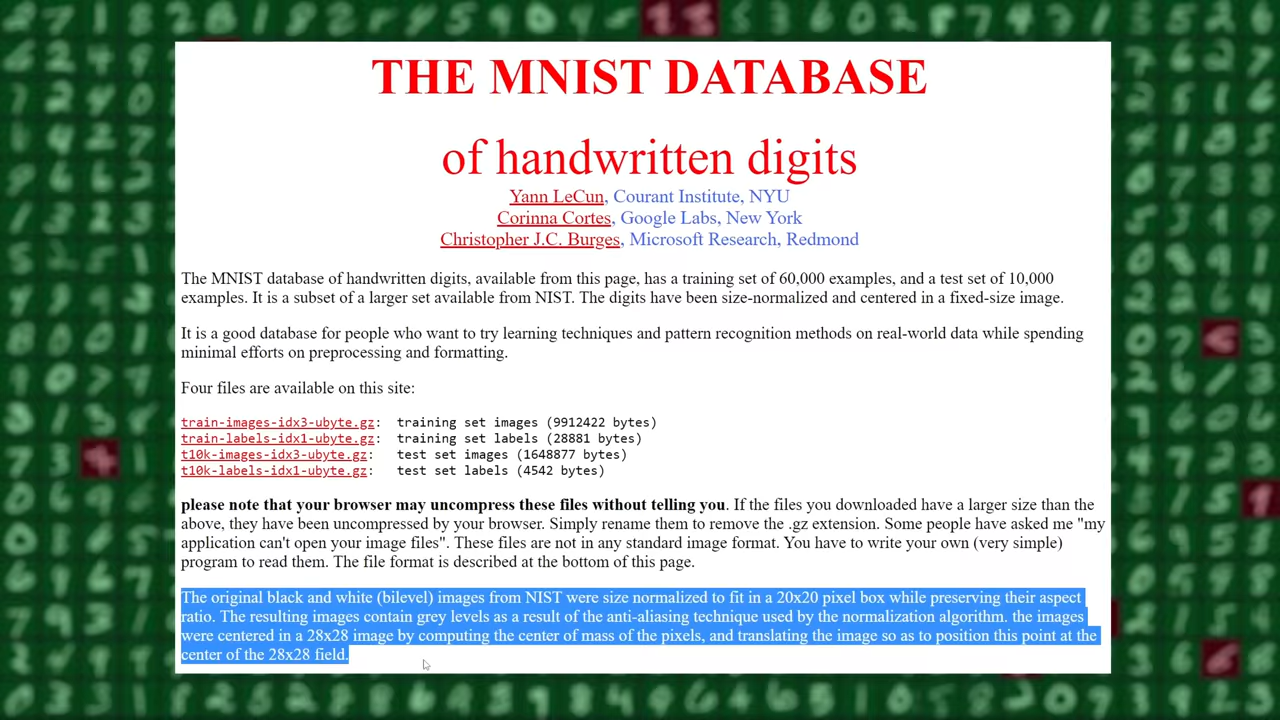 THE MNIST DATABASE
of handwritten digits
Yann LeCun, Courant Institute, NYU
Corinna Cortes, Google Labs, New York
Christopher J.C. Burges, Microsoft Research, Redmond
The MNIST database of handwritten digits, available from this page, has a training set of 60,000 examples, and a test set of 10,000
examples. It is a subset of a larger set available from NIST. The digits have been size-normalized and centered in a fixed-size image.
It is a good database for people who want to try learning techniques and pattern recognition methods on real-world data while spending
minimal efforts on preprocessing and formatting.
Four files are available on this site:
train-images-idx3-ubyte.gz: training set images (9912422 bytes)
train-labels-idx1-ubyte.gz: training set labels (28881 bytes)
t10k-images-idx3-ubyte.gz: test set images (1648877 bytes)
t10k-labels-idx1-ubyte.gz: test set labels (4542 bytes)
please note that your browser may uncompress these files without telling you. If the files you downloaded have a larger size than the
above, they have been uncompressed by your browser. Simply rename them to remove the .gz extension. Some people have asked me "my
application can't open your image files". These files are not in any standard image format. You have to write your own (very simple)
program to read them. The file format is described at the bottom of this page.
The original black and white (bilevel) images from NIST were size normalized to fit in a 20x20 pixel box while preserving their aspect
ratio. The resulting images contain grey levels as a result of the anti-aliasing technique used by the normalization algorithm. the images
were centered in a 28x28 image by computing the center of mass of the pixels, and translating the image so as to position this point at the
center of the 28x28 field.